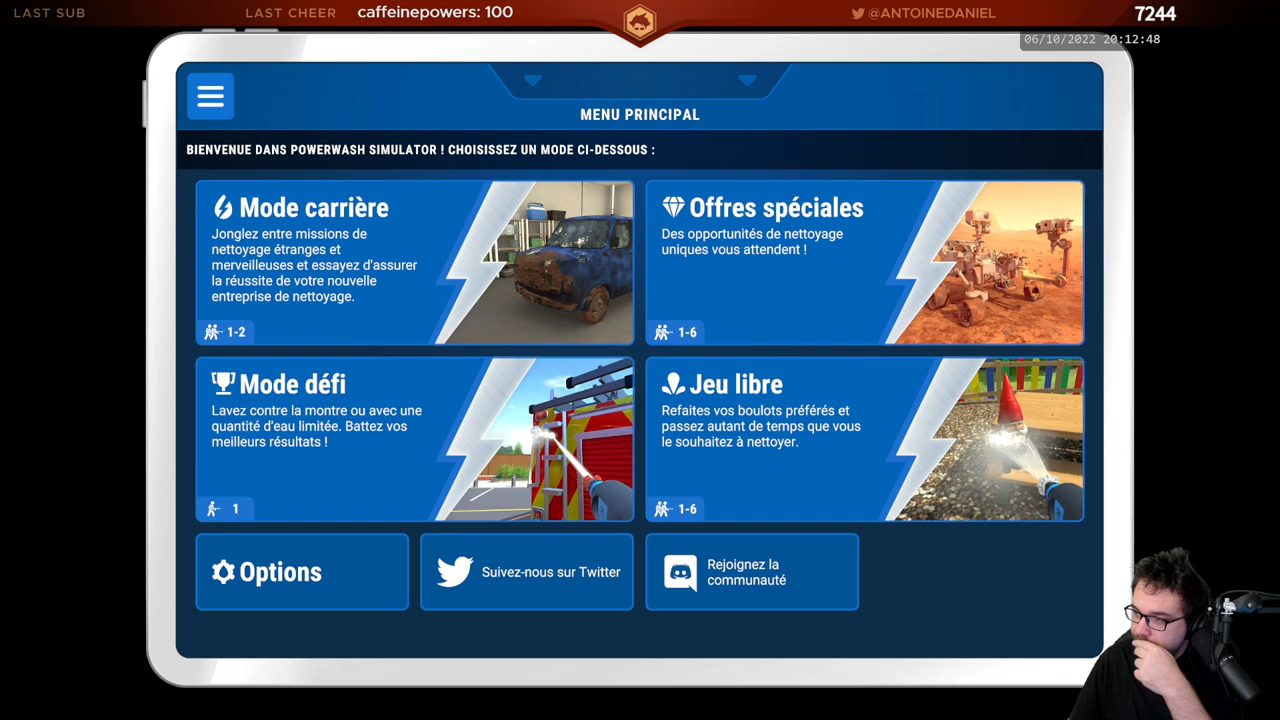 LAST SUB
LAST CHEER caffeinepowers: 100
@ANTOINEDANIEL
7244
06/10/2022 20:12:48
MENU PRINCIPAL
BIENVENUE DANS POWERWASH SIMULATOR ! CHOISISSEZ UN MODE CI-DESSOUS :
Mode carrière
Jonglez entre missions de
nettoyage étranges et
merveilleuses et essayez d'assurer
la réussite de votre nouvelle
entreprise de nettoyage.
1-2
Offres spéciales
Des opportunités de nettoyage
uniques vous attendent !
1-6
Mode défi
Lavez contre la montre ou avec une
quantité d'eau limitée. Battez vos
meilleurs résultats !
1
Jeu libre
Refaites vos boulots préférés et
passez autant de temps que vous
le souhaitez à nettoyer.
1-6
Options
Suivez-nous sur Twitter
Rejoignez la
communauté